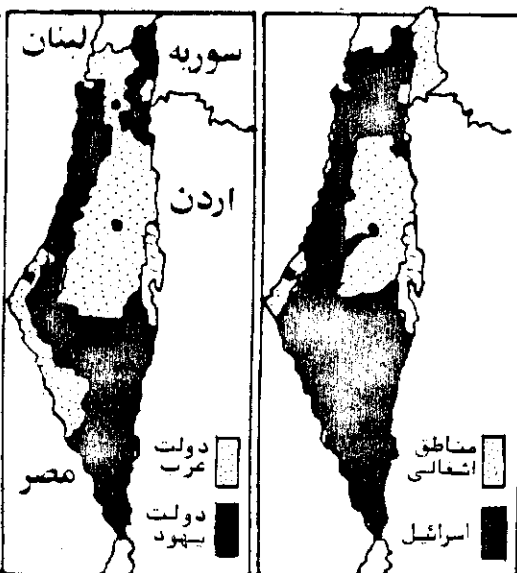 لبنان
سوریه
اردن
مصر
دولت
عرب
دولت
یهود
مناطق
اشغالی
اسرائیل